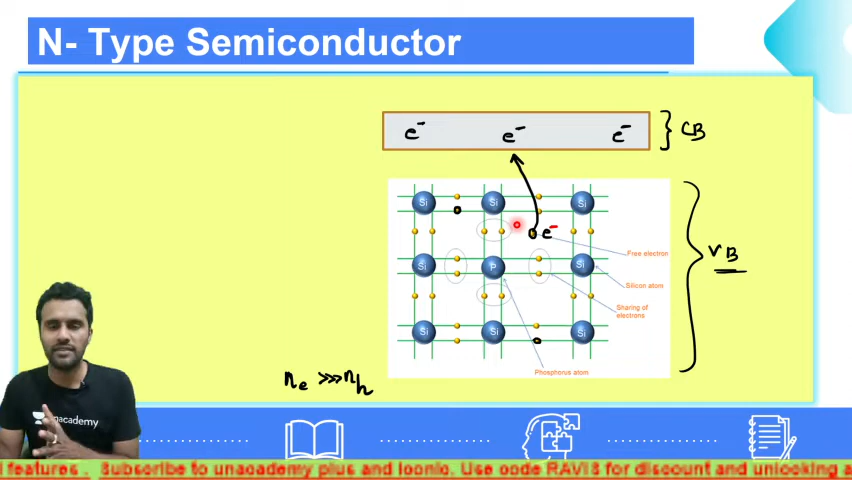 N- Type Semiconductor
e⁻ e⁻ e⁻
CB
Si Si Si
e⁻
Free electron
VB
Si P Si
Silicon atom
Sharing of
electrons
Si Si Si
Phosphorus atom
nₑ >>> nₕ
unacademy
l features . Subscribe to unacademy plus and iconic. Use code RAVIS for discount and unlocking a